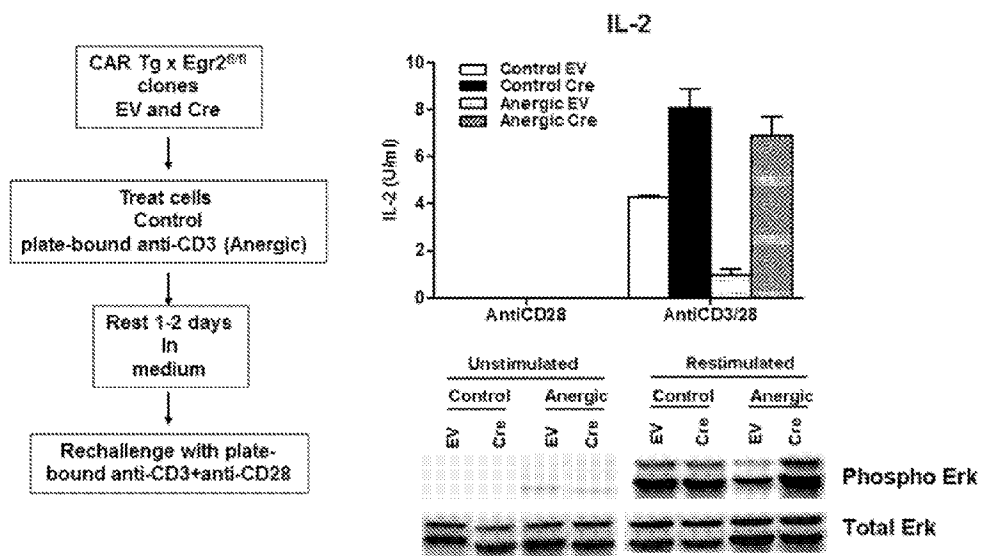 CAR Tg x Egr2fl/fl
clones
EV and Cre
Treat cells
Control
plate-bound anti-CD3 (Anergic)
Rest 1-2 days
In
medium
Rechallenge with plate-
bound anti-CD3+anti-CD28
IL-2
Control EV
Control Cre
Anergic EV
Anergic Cre
IL-2 (U/ml)
10
8
6
4
2
0
AntiCD28 AntiCD3/28
Unstimulated Restimulated
Control Anergic Control Anergic
EV Cre EV Cre EV Cre EV Cre
Phospho Erk
Total Erk